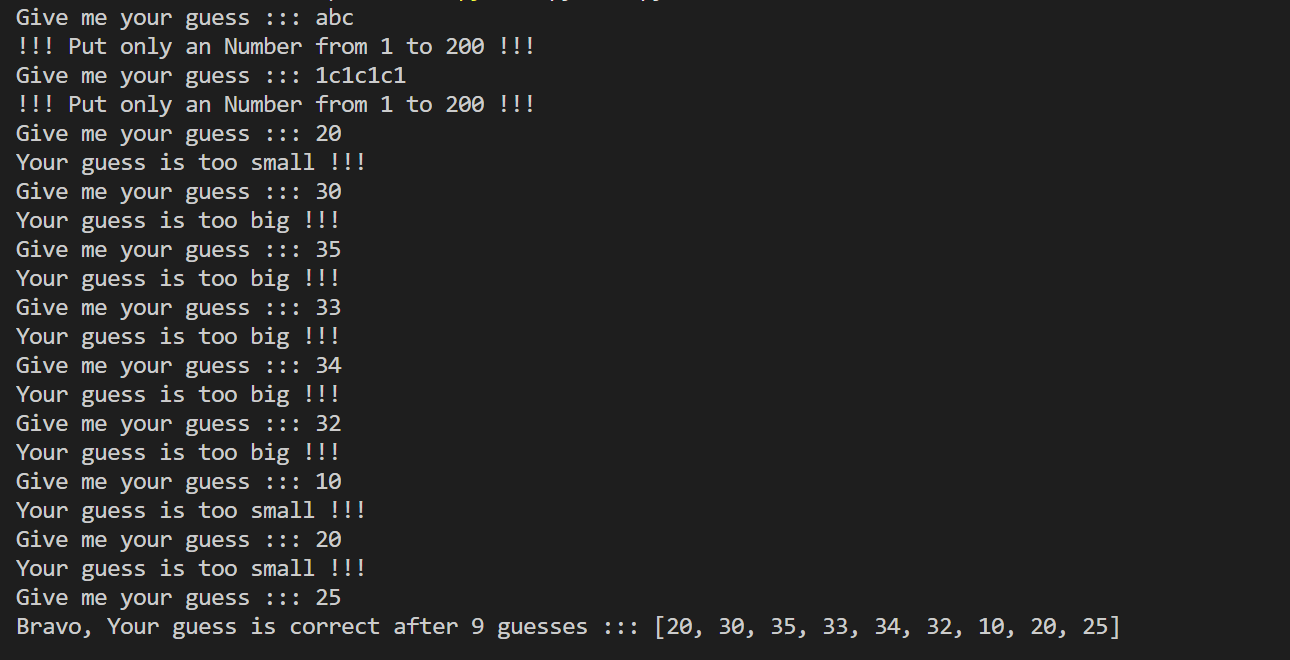 Give me your guess ::: abc
!!! Put only an Number from 1 to 200 !!!
Give me your guess ::: 1c1c1c1
!!! Put only an Number from 1 to 200 !!!
Give me your guess ::: 20
Your guess is too small !!!
Give me your guess ::: 30
Your guess is too big !!!
Give me your guess ::: 35
Your guess is too big !!!
Give me your guess ::: 33
Your guess is too big !!!
Give me your guess ::: 34
Your guess is too big !!!
Give me your guess ::: 32
Your guess is too big !!!
Give me your guess ::: 10
Your guess is too small !!!
Give me your guess ::: 20
Your guess is too small !!!
Give me your guess ::: 25
Bravo, Your guess is correct after 9 guesses ::: [20, 30, 35, 33, 34, 32, 10, 20, 25]